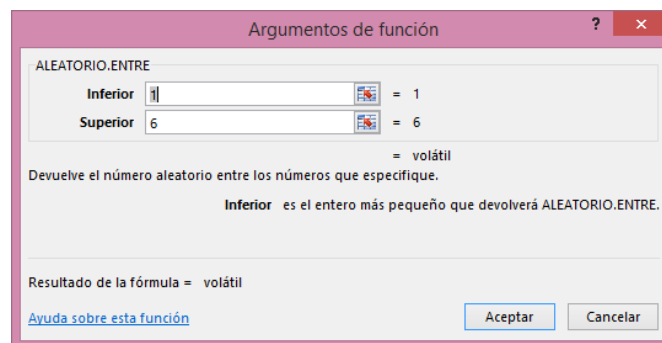 Argumentos de función
? ×
ALEATORIO.ENTRE
Inferior 1 = 1
Superior 6 = 6
= volátil
Devuelve el número aleatorio entre los números que especifique.
Inferior es el entero más pequeño que devolverá ALEATORIO.ENTRE.
Resultado de la fórmula = volátil
Ayuda sobre esta función
Aceptar Cancelar